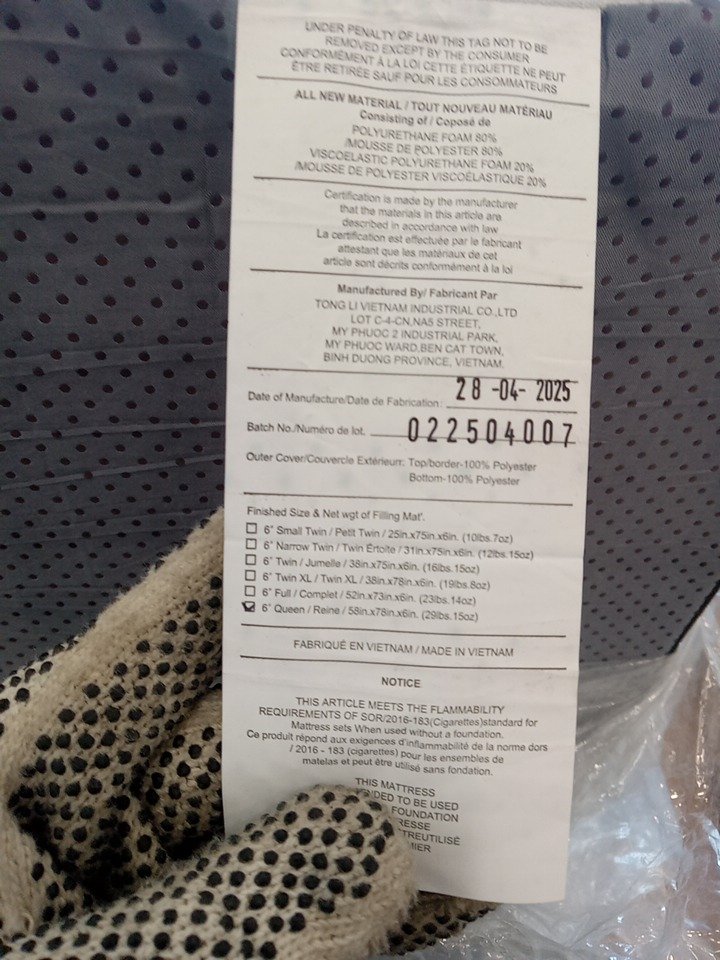 UNDER PENALTY OF LAW THIS TAG NOT TO BE
REMOVED EXCEPT BY THE CONSUMER
CONFORMÉMENT À LA LOI CETTE ÉTIQUETTE NE PEUT
ÊTRE RETIRÉE SAUF POUR LES CONSOMMATEURS
ALL NEW MATERIAL / TOUT NOUVEAU MATÉRIAU
Consisting of / Coposé de
POLYURETHANE FOAM 80%
/MOUSSE DE POLYESTER 80%
VISCOELASTIC POLYURETHANE FOAM 20%
/MOUSSE DE POLYESTER VISCOÉLASTIQUE 20%
Certification is made by the manufacturer
that the materials in this article are
described in accordance with law
La certification est effectuée par le fabricant
attestant que les matériaux de cet
article sont décrits conformément à la loi
Manufactured By/ Fabricant Par
TONG LI VIETNAM INDUSTRIAL CO.,LTD
LOT C-4-CN,NA5 STREET,
MY PHUOC 2 INDUSTRIAL PARK,
MY PHUOC WARD,BEN CAT TOWN,
BINH DUONG PROVINCE, VIETNAM.
Date of Manufacture/Date de Fabrication: 28 -04- 2025
Batch No./Numéro de lot. 022504007
Outer Cover/Couvercle Extérieurr: Top/border-100% Polyester
Bottom-100% Polyester
Finished Size & Net wgt of Filling Mat'.
6" Small Twin / Petit Twin / 25in.x75in.x6in. (10lbs.7oz)
6" Narrow Twin / Twin Értoite / 31in.x75in.x6in. (12lbs.15oz)
6" Twin / Jumelle / 38in.x75in.x6in. (16lbs.15oz)
6" Twin XL / Twin XL / 38in.x78in.x6in. (19lbs.8oz)
6" Full / Complet / 52in.x73in.x6in. (23lbs.14oz)
6" Queen / Reine / 58in.x78in.x6in. (29lbs.15oz)
FABRIQUÉ EN VIETNAM / MADE IN VIETNAM
NOTICE
THIS ARTICLE MEETS THE FLAMMABILITY
REQUIREMENTS OF SOR/2016-183(Cigarettes)standard for
Mattress sets When used without a foundation.
Ce produit répond aux exigences d'inflammabilité de la norme dors
/ 2016 - 183 (cigarettes) pour les ensembles de
matelas et peut être utilisé sans fondation.
THIS MATTRESS
NDED TO BE USED
FOUNDATION
RESSE
TREUTILISÉ
MIER